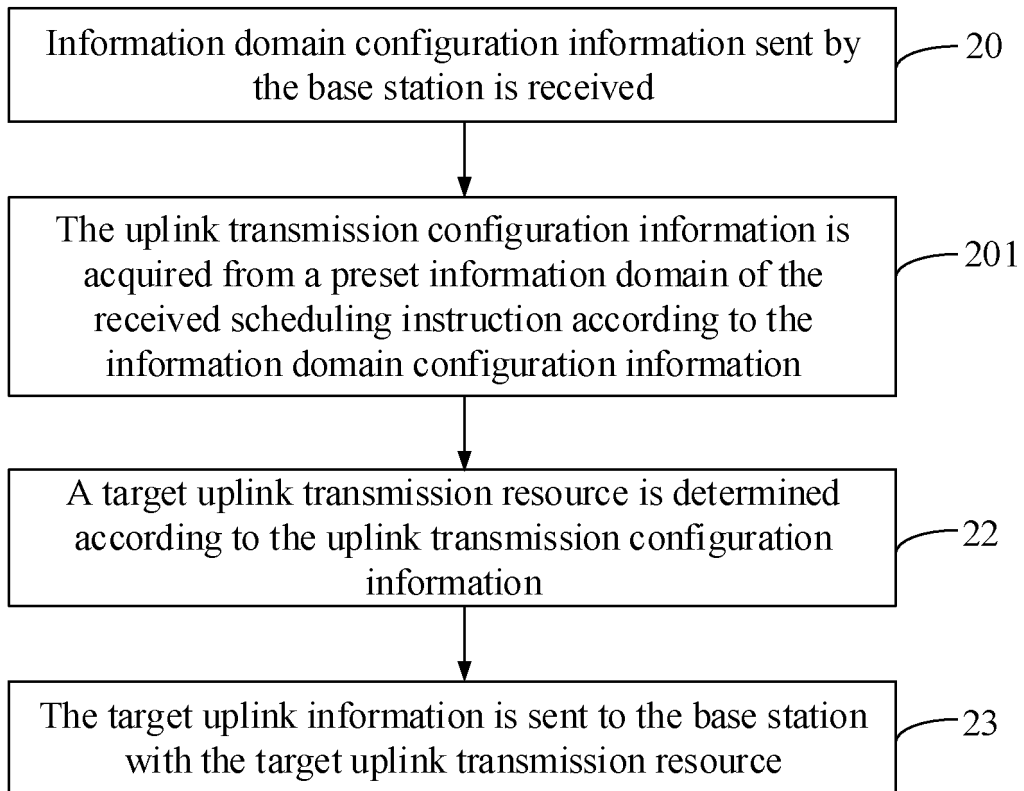 Information domain configuration information sent by
the base station is received
20
The uplink transmission configuration information is
acquired from a preset information domain of the
received scheduling instruction according to the
information domain configuration information
201
A target uplink transmission resource is determined
according to the uplink transmission configuration
information
22
The target uplink information is sent to the base station
with the target uplink transmission resource
23